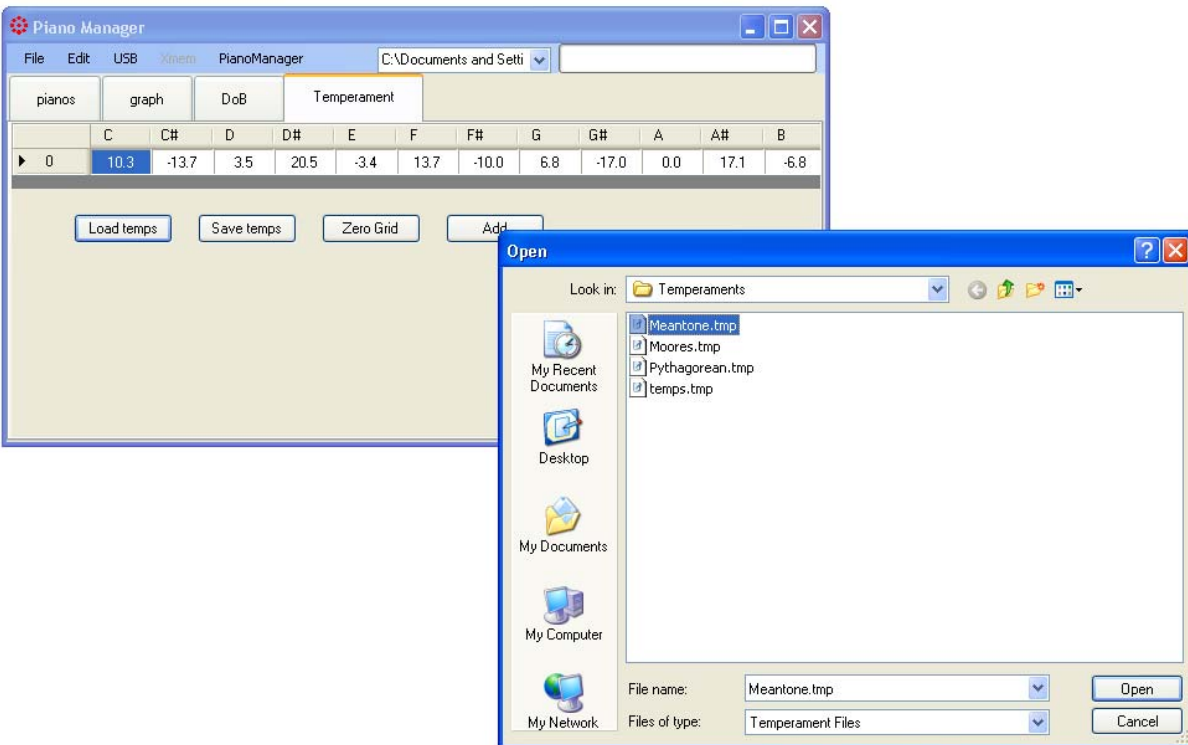 Piano Manager
File Edit USB Xmem PianoManager C:\Documents and Setti
pianos graph DoB Temperament
C C# D D# E F F# G G# A A# B
0 10.3 -13.7 3.5 20.5 -3.4 13.7 -10.0 6.8 -17.0 0.0 17.1 -6.8
Load temps Save temps Zero Grid Add
Open
Look in: Temperaments
Meantone.tmp
Moores.tmp
Pythagorean.tmp
temps.tmp
My Recent
Documents
Desktop
My Documents
My Computer
My Network
File name: Meantone.tmp Open
Files of type: Temperament Files Cancel